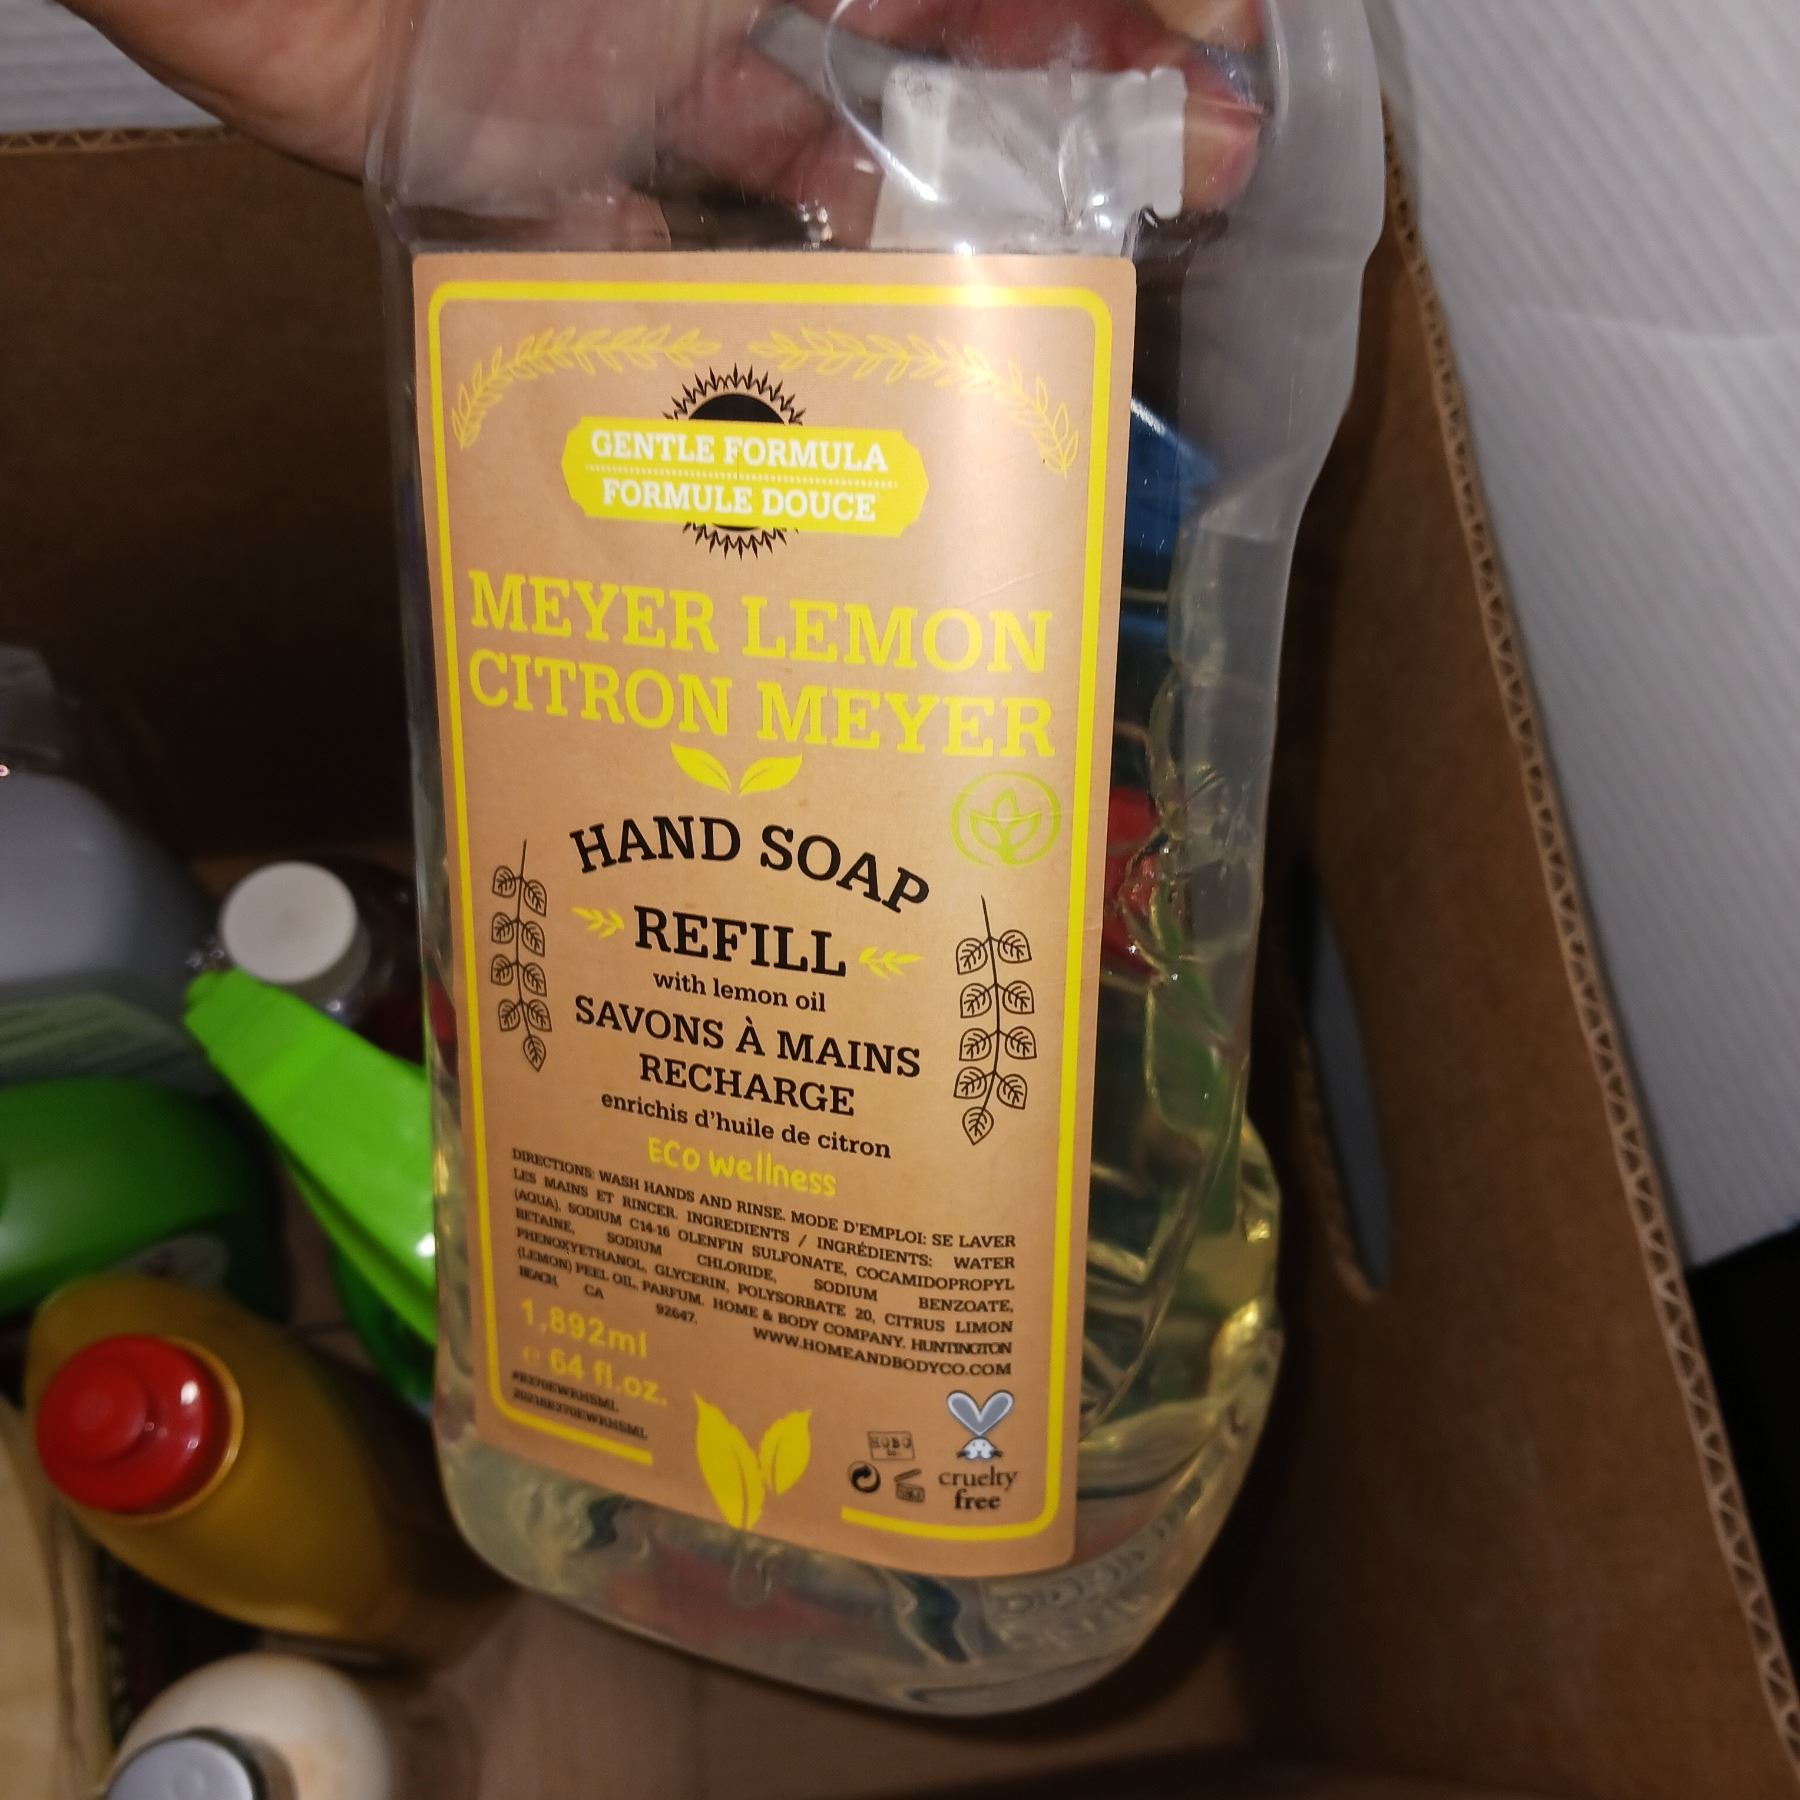 GENTLE FORMULA
FORMULE DOUCE
MEYER LEMON
CITRON MEYER
HAND SOAP
REFILL
with lemon oil
SAVONS À MAINS
RECHARGE
enrichis d'huile de citron
ECo wellness
DIRECTIONS: WASH HANDS AND RINSE. MODE D'EMPLOI: SE LAVER
LES MAINS ET RINCER. INGREDIENTS / INGRÉDIENTS: WATER
(AQUA), SODIUM C14-16 OLENFIN SULFONATE, COCAMIDOPROPYL
BETAINE, SODIUM CHLORIDE, SODIUM BENZOATE,
PHENOXYETHANOL, GLYCERIN, POLYSORBATE 20, CITRUS LIMON
(LEMON) PEEL OIL, PARFUM. HOME & BODY COMPANY. HUNTINGTON
BEACH, CA 92647. WWW.HOMEANDBODYCO.COM
1,892ml
e 64 fl.oz.
cruelty
free